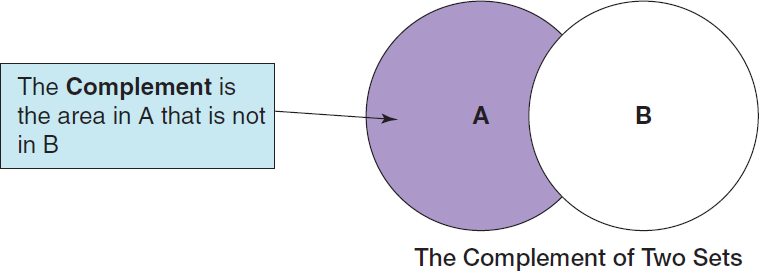 The Complement is
the area in A that is not
in B
A
B
The Complement of Two Sets